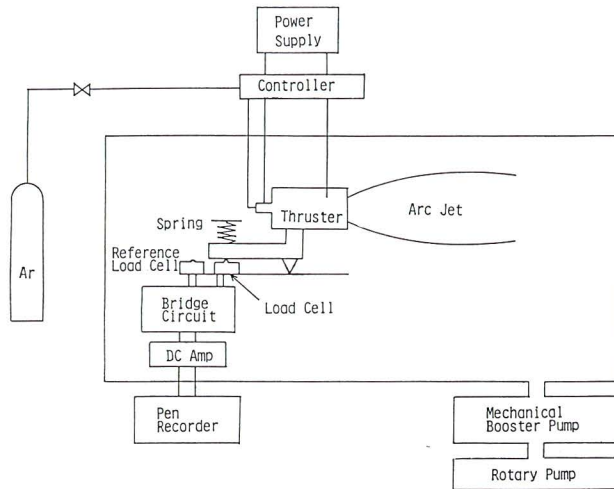 Power
Supply
Controller
Thruster
Arc Jet
Spring
Reference
Load Cell
Ar
Load Cell
Bridge
Circuit
DC Amp
Pen
Recorder
Mechanical
Booster Pump
Rotary Pump